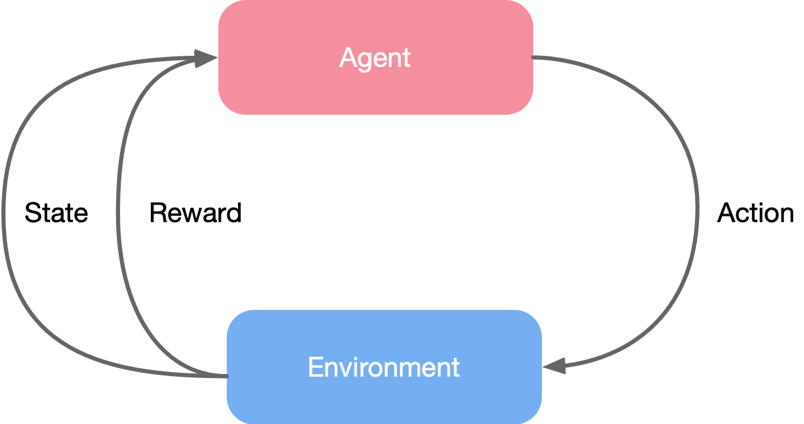 Agent
State
Reward
Action
Environment